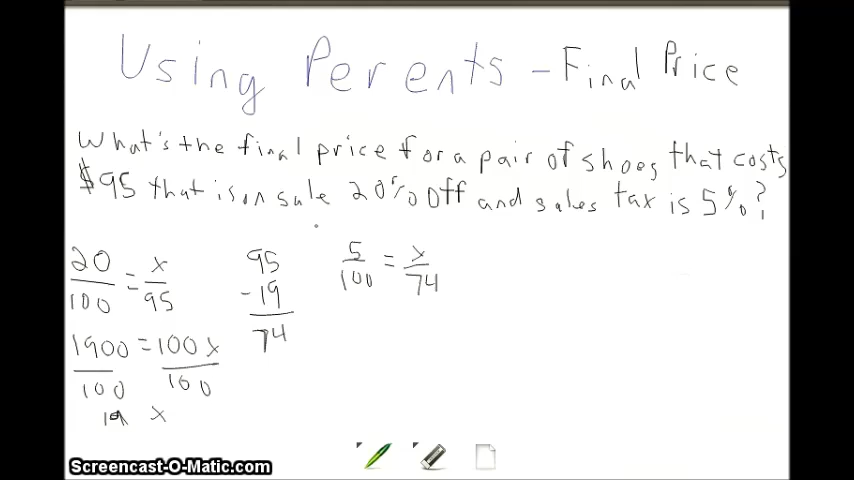 Using Perents - Final Price
What's the final price for a pair of shoes that costs
$95 that is on sale 20% off and sales tax is 5%?
20/100 = x/95
95
-19
74
5/100 = x/74
1900/100 = 100x/100
19 x
Screencast-O-Matic.com